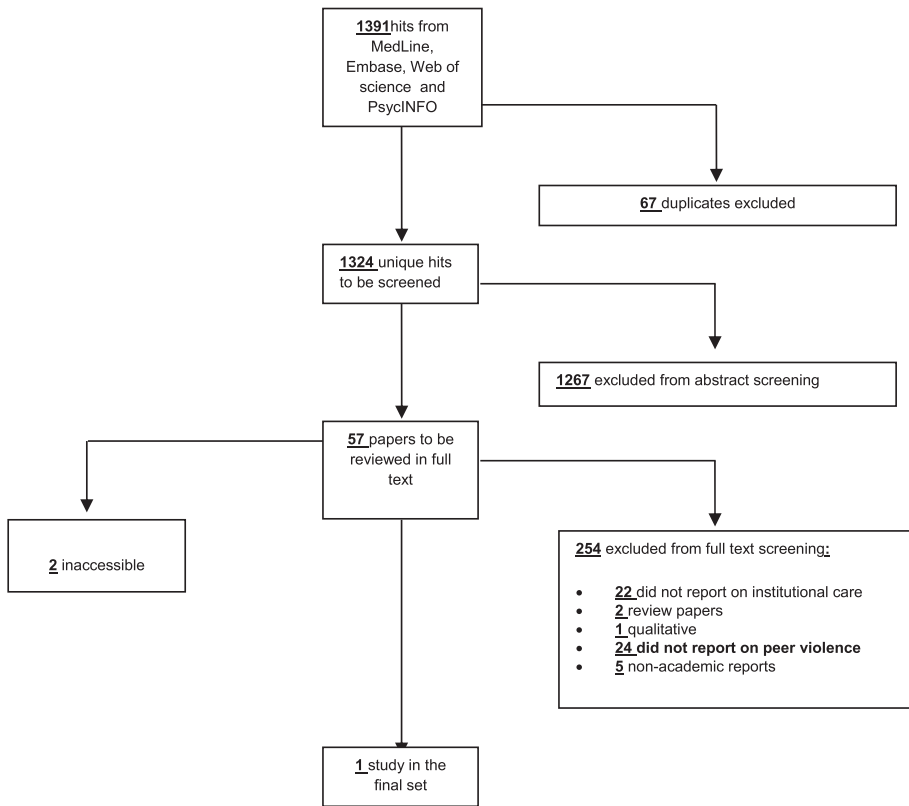 1391hits from
MedLine,
Embase, Web of
science and
PsycINFO
67 duplicates excluded
1324 unique hits
to be screened
1267 excluded from abstract screening
57 papers to be
reviewed in full
text
2 inaccessible
254 excluded from full text screening:
• 22 did not report on institutional care
• 2 review papers
• 1 qualitative
• 24 did not report on peer violence
• 5 non-academic reports
1 study in the
final set